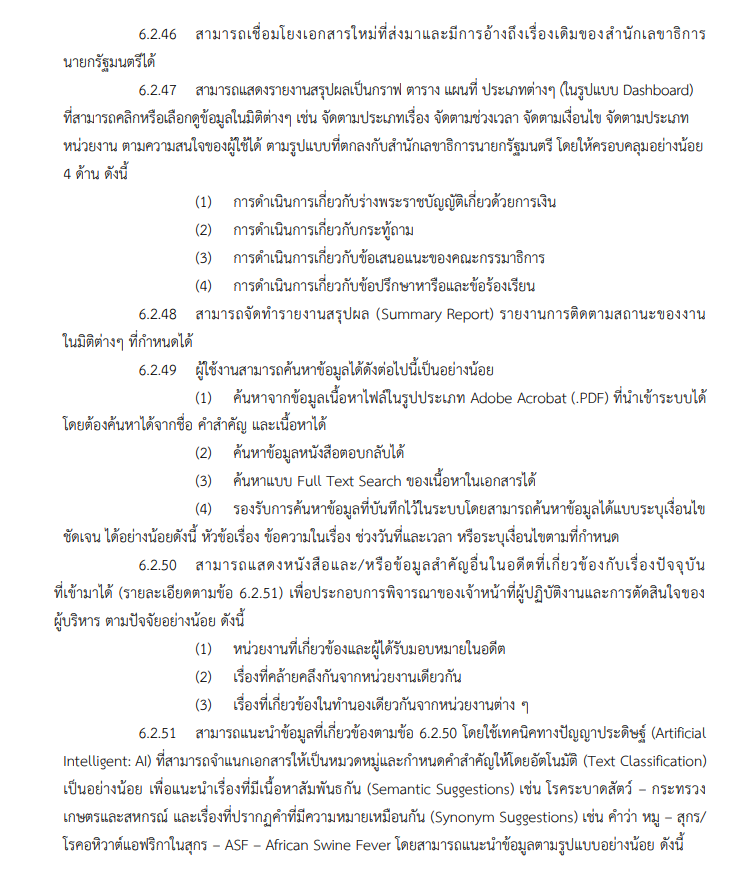 6.2.46 สามารถเชื่อมโยงเอกสารใหม่ที่ส่งมาและมีการอ้างถึงเรื่องเดิมของสำนักเลขาธิการ
นายกรัฐมนตรีได้
6.2.47 สามารถแสดงรายงานสรุปผลเป็นกราฟ ตาราง แผนที่ ประเภทต่างๆ (ในรูปแบบ Dashboard)
ที่สามารถคลิกหรือเลือกดูข้อมูลในมิติต่างๆ เช่น จัดตามประเภทเรื่อง จัดตามช่วงเวลา จัดตามเงื่อนไข จัดตามประเภท
หน่วยงาน ตามความสนใจของผู้ใช้ได้ ตามรูปแบบที่ตกลงกับสำนักเลขาธิการนายกรัฐมนตรี โดยให้ครอบคลุมอย่างน้อย
4 ด้าน ดังนี้
(1) การดำเนินการเกี่ยวกับร่างพระราชบัญญัติเกี่ยวด้วยการเงิน
(2) การดำเนินการเกี่ยวกับกระทู้ถาม
(3) การดำเนินการเกี่ยวกับข้อเสนอแนะของคณะกรรมาธิการ
(4) การดำเนินการเกี่ยวกับข้อปรึกษาหารือและข้อร้องเรียน
6.2.48 สามารถจัดทำรายงานสรุปผล (Summary Report) รายงานการติดตามสถานะของงาน
ในมิติต่างๆ ที่กำหนดได้
6.2.49 ผู้ใช้งานสามารถค้นหาข้อมูลได้ดังต่อไปนี้เป็นอย่างน้อย
(1) ค้นหาจากข้อมูลเนื้อหาไฟล์ในรูปประเภท Adobe Acrobat (.PDF) ที่นำเข้าระบบได้
โดยต้องค้นหาได้จากชื่อ คำสำคัญ และเนื้อหาได้
(2) ค้นหาข้อมูลหนังสือตอบกลับได้
(3) ค้นหาแบบ Full Text Search ของเนื้อหาในเอกสารได้
(4) รองรับการค้นหาข้อมูลที่บันทึกไว้ในระบบโดยสามารถค้นหาข้อมูลได้แบบระบุเงื่อนไข
ชัดเจน ได้อย่างน้อยดังนี้ หัวข้อเรื่อง ข้อความในเรื่อง ช่วงวันที่และเวลา หรือระบุเงื่อนไขตามที่กำหนด
6.2.50 สามารถแสดงหนังสือและ/หรือข้อมูลสำคัญอื่นในอดีตที่เกี่ยวข้องกับเรื่องปัจจุบัน
ที่เข้ามาได้ (รายละเอียดตามข้อ 6.2.51) เพื่อประกอบการพิจารณาของเจ้าหน้าที่ผู้ปฏิบัติงานและการตัดสินใจของ
ผู้บริหาร ตามปัจจัยอย่างน้อย ดังนี้
(1) หน่วยงานที่เกี่ยวข้องและผู้ได้รับมอบหมายในอดีต
(2) เรื่องที่คล้ายคลึงกันจากหน่วยงานเดียวกัน
(3) เรื่องที่เกี่ยวข้องในทำนองเดียวกันจากหน่วยงานต่าง ๆ
6.2.51 สามารถแนะนำข้อมูลที่เกี่ยวข้องตามข้อ 6.2.50 โดยใช้เทคนิคทางปัญญาประดิษฐ์ (Artificial
Intelligent: AI) ที่สามารถจำแนกเอกสารให้เป็นหมวดหมู่และกำหนดคำสำคัญให้โดยอัตโนมัติ (Text Classification)
เป็นอย่างน้อย เพื่อแนะนำเรื่องที่มีเนื้อหาสัมพันธกัน (Semantic Suggestions) เช่น โรคระบาดสัตว์ – กระทรวง
เกษตรและสหกรณ์ และเรื่องที่ปรากฏคำที่มีความหมายเหมือนกัน (Synonym Suggestions) เช่น คำว่า หมู – สุกร/
โรคอหิวาต์แอฟริกาในสุกร – ASF – African Swine Fever โดยสามารถแนะนำข้อมูลตามรูปแบบอย่างน้อย ดังนี้